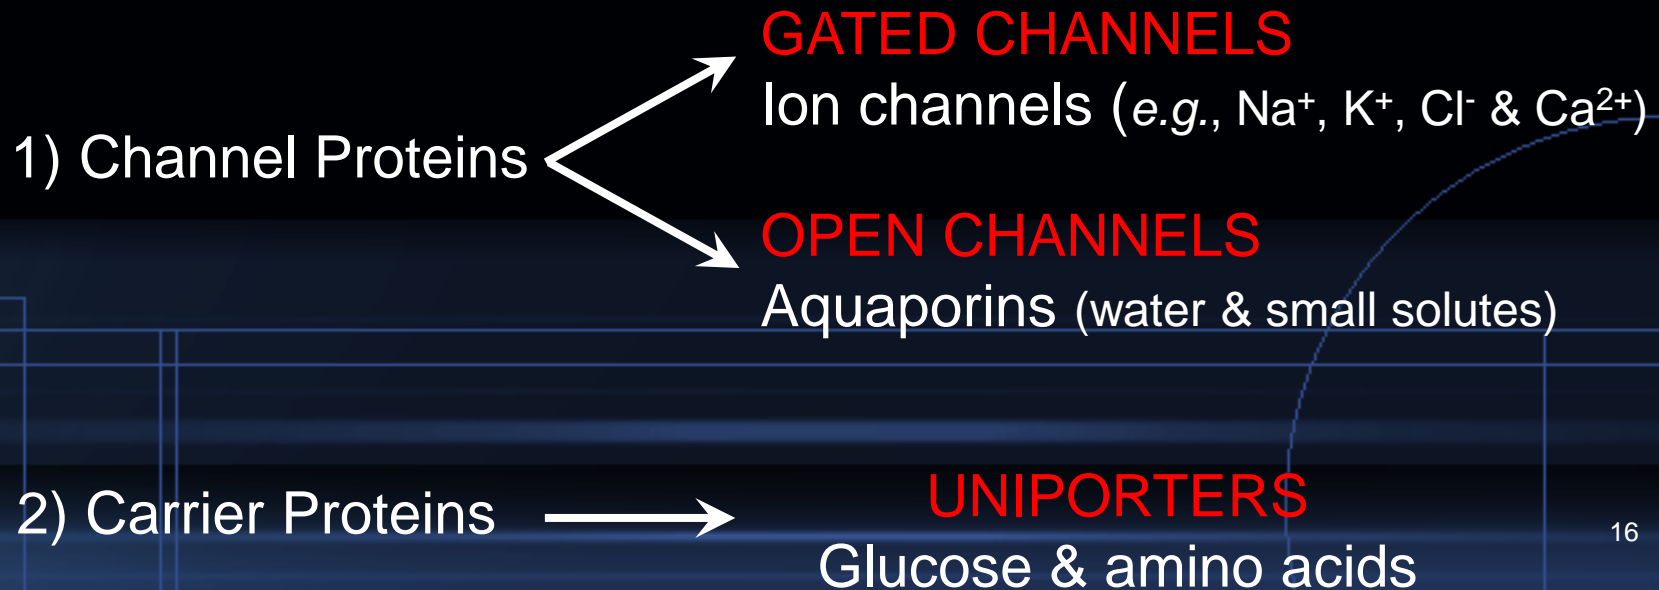 GATED CHANNELS
Ion channels (e.g., Na⁺, K⁺, Cl⁻ & Ca²⁺)
1) Channel Proteins
OPEN CHANNELS
Aquaporins (water & small solutes)
UNIPORTERS
2) Carrier Proteins
Glucose & amino acids
16